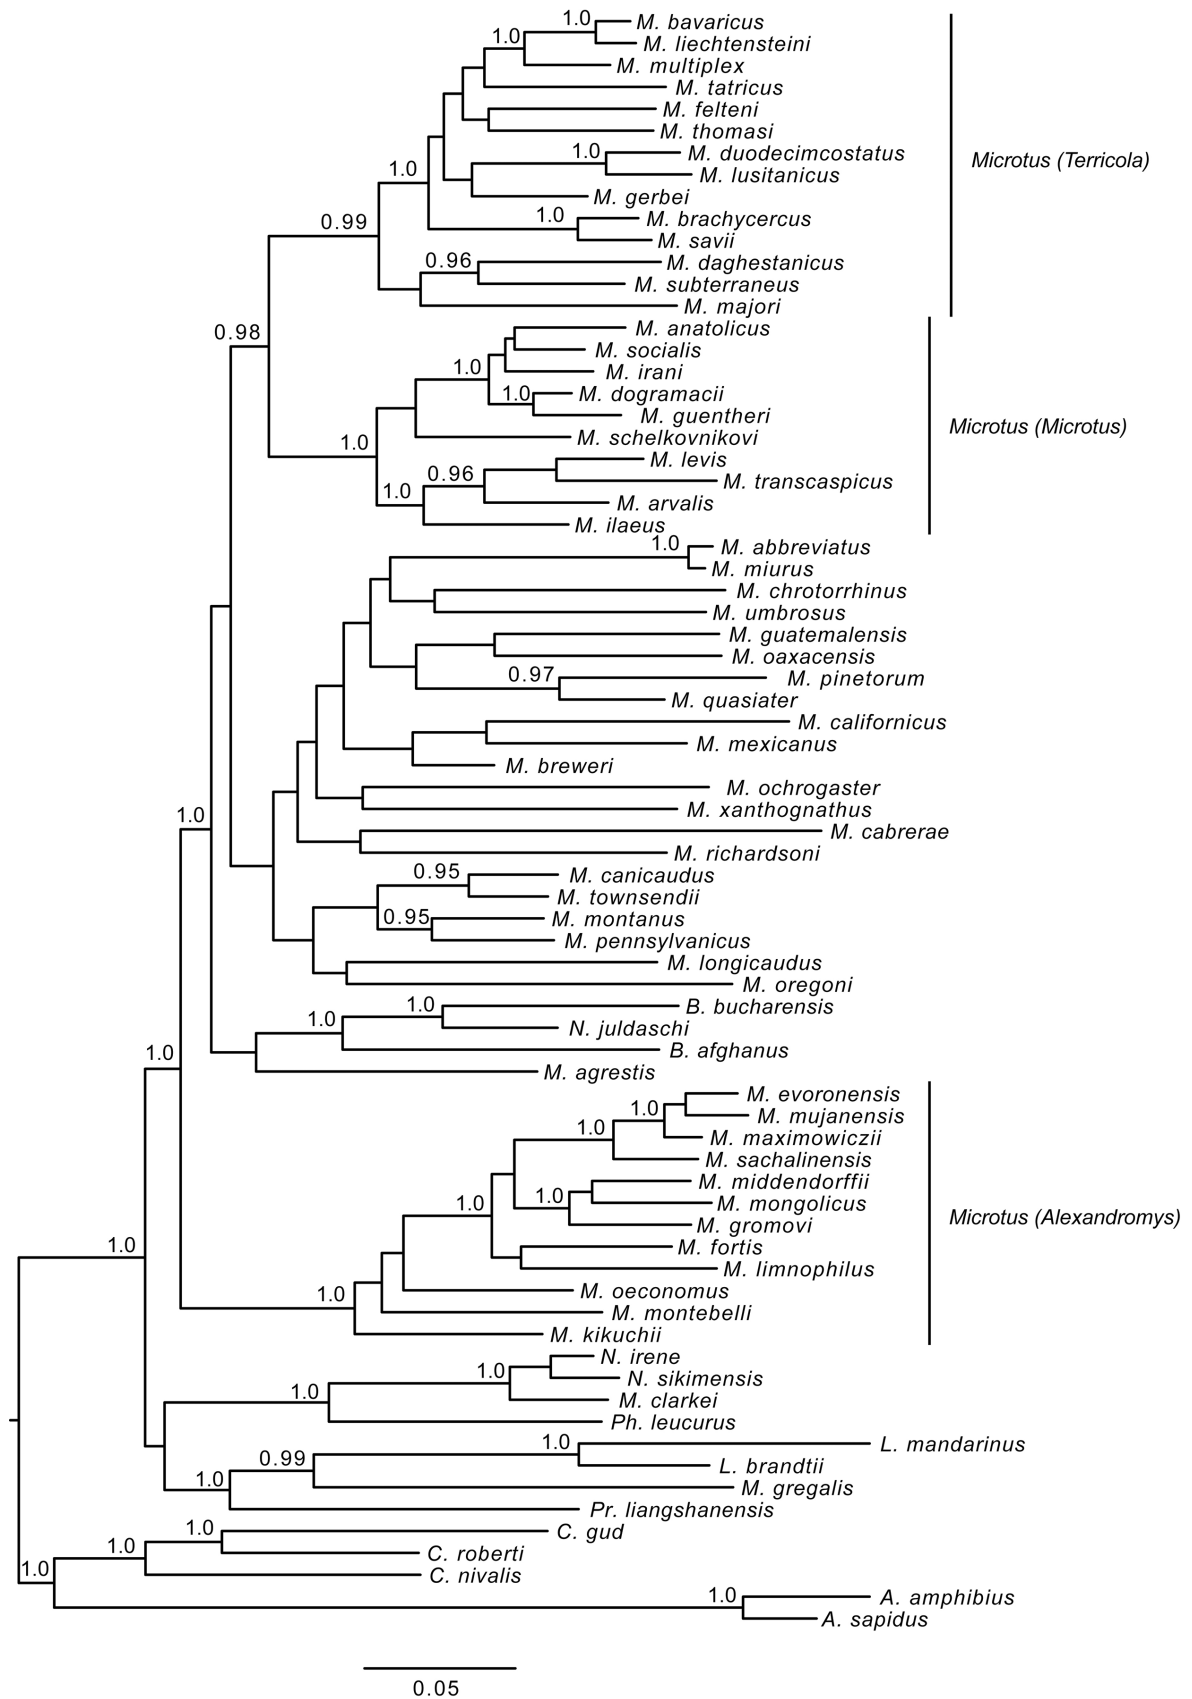 1.0
M. bavaricus
1.0
M. liechtensteini
M. multiplex
M. tatricus
M. felteni
M. thomasi
1.0
M. duodecimcostatus
Microtus (Terricola)
1.0
M. lusitanicus
M. gerbei
0.99
1.0
M. brachycercus
M. savii
0.96
M. daghestanicus
M. subterraneus
M. majori
0.98
M. anatolicus
M. socialis
1.0
M. irani
1.0
M. dogramacii
M. guentheri
Microtus (Microtus)
1.0
M. schelkovnikovi
M. levis
0.96
M. transcaspicus
1.0
M. arvalis
M. ilaeus
1.0
M. abbreviatus
M. miurus
M. chrotorrhinus
M. umbrosus
M. guatemalensis
M. oaxacensis
0.97
M. pinetorum
M. quasiater
M. californicus
M. mexicanus
M. breweri
M. ochrogaster
M. xanthognathus
1.0
M. cabrerae
M. richardsoni
0.95
M. canicaudus
M. townsendii
0.95
M. montanus
M. pennsylvanicus
M. longicaudus
M. oregoni
1.0
B. bucharensis
1.0
N. juldaschi
1.0
B. afghanus
M. agrestis
M. evoronensis
1.0
M. mujanensis
1.0
M. maximowiczii
M. sachalinensis
M. middendorffii
1.0
M. mongolicus
1.0
M. gromovi
Microtus (Alexandromys)
1.0
M. fortis
M. limnophilus
1.0
M. oeconomus
M. montebelli
M. kikuchii
N. irene
1.0
N. sikimensis
1.0
M. clarkei
Ph. leucurus
1.0
L. mandarinus
0.99
L. brandtii
1.0
M. gregalis
Pr. liangshanensis
1.0
C. gud
1.0
C. roberti
1.0
C. nivalis
1.0
A. amphibius
A. sapidus
0.05